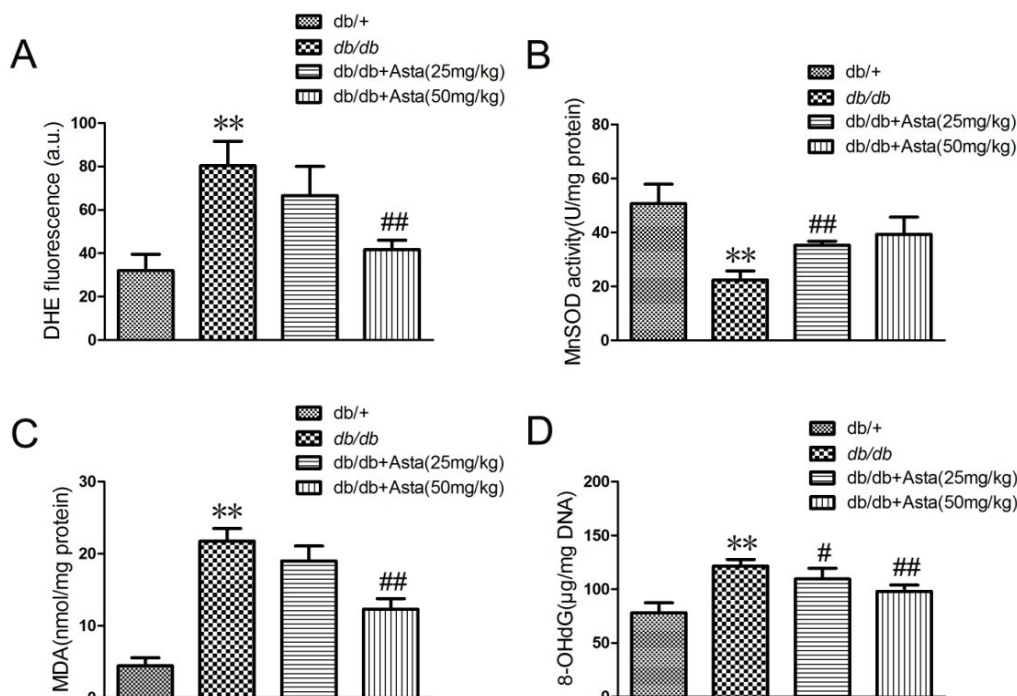 A
db/+
db/db
db/db+Asta(25mg/kg)
db/db+Asta(50mg/kg)
DHE fluorescence (a.u.)
100
80
60
40
20
0
**
##
B
db/+
db/db
db/db+Asta(25mg/kg)
db/db+Asta(50mg/kg)
MnSOD activity(U/mg protein)
80
60
40
20
0
**
##
C
db/+
db/db
db/db+Asta(25mg/kg)
db/db+Asta(50mg/kg)
MDA(nmol/mg protein)
30
20
10
0
**
##
D
db/+
db/db
db/db+Asta(25mg/kg)
db/db+Asta(50mg/kg)
8-OHdG(μg/mg DNA)
200
150
100
50
0
**
#
##